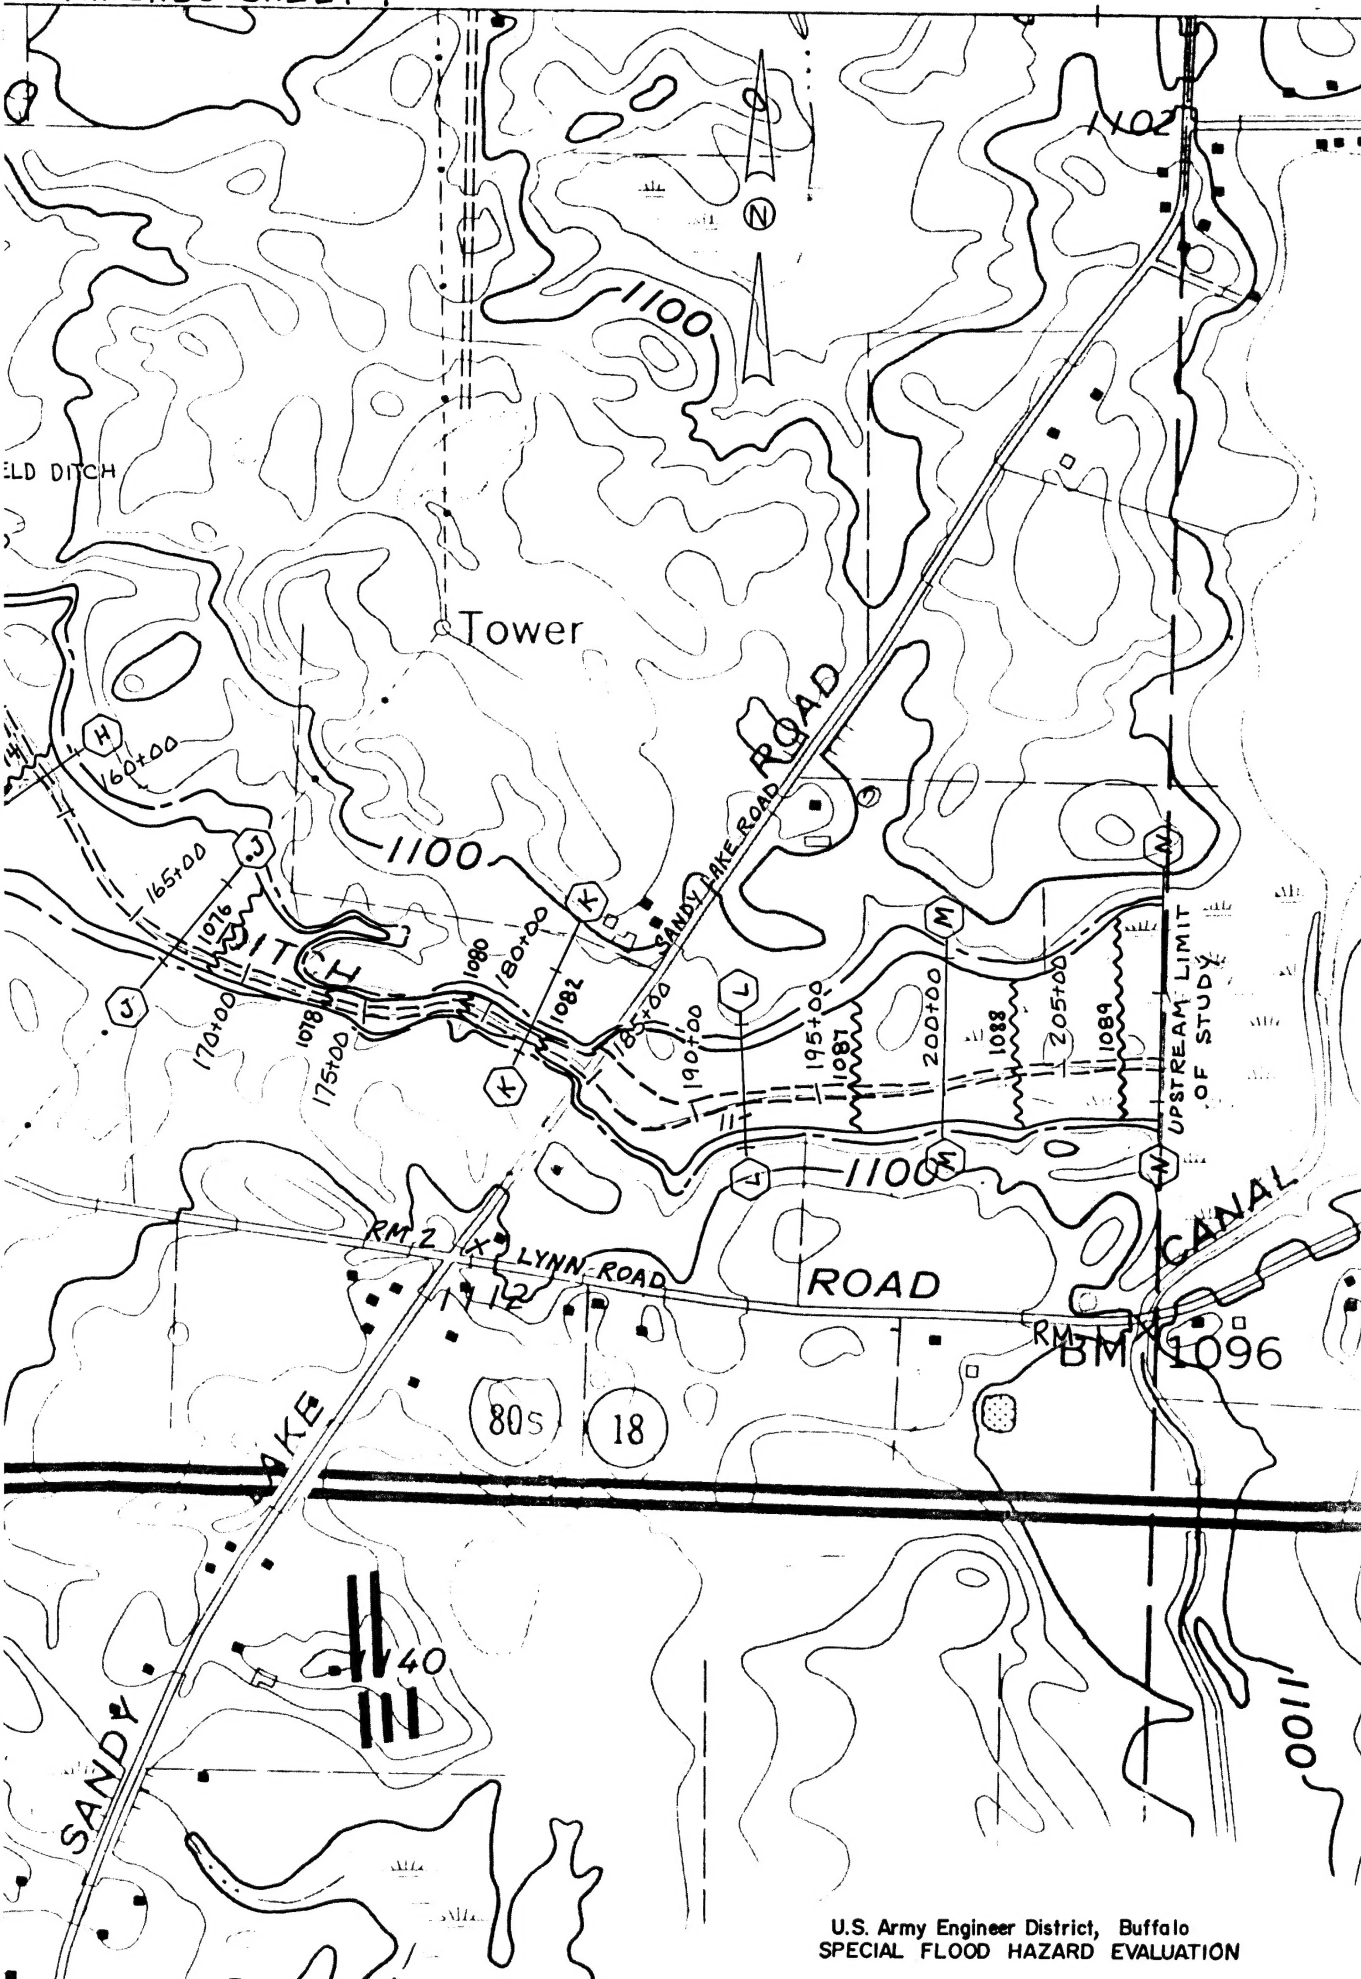 1102
N
1100
ELD DITCH
Tower
ROAD
H
160+00
SANDY LAKE ROAD
1100
J
165+00
1076
ITH
K
1080
180+00
1082
185+00
L
190+00
195+00
1087
M
200+00
1088
205+00
1089
N
UPSTREAM LIMIT
OF STUDY
J
170+00
1078
175+00
K
L
1100
M
N
CANAL
RM 2
LYNN ROAD
ROAD
1112
RM
BM
1096
LAKE
80S
18
1140
1100
SANDY
U.S. Army Engineer District, Buffalo
SPECIAL FLOOD HAZARD EVALUATION